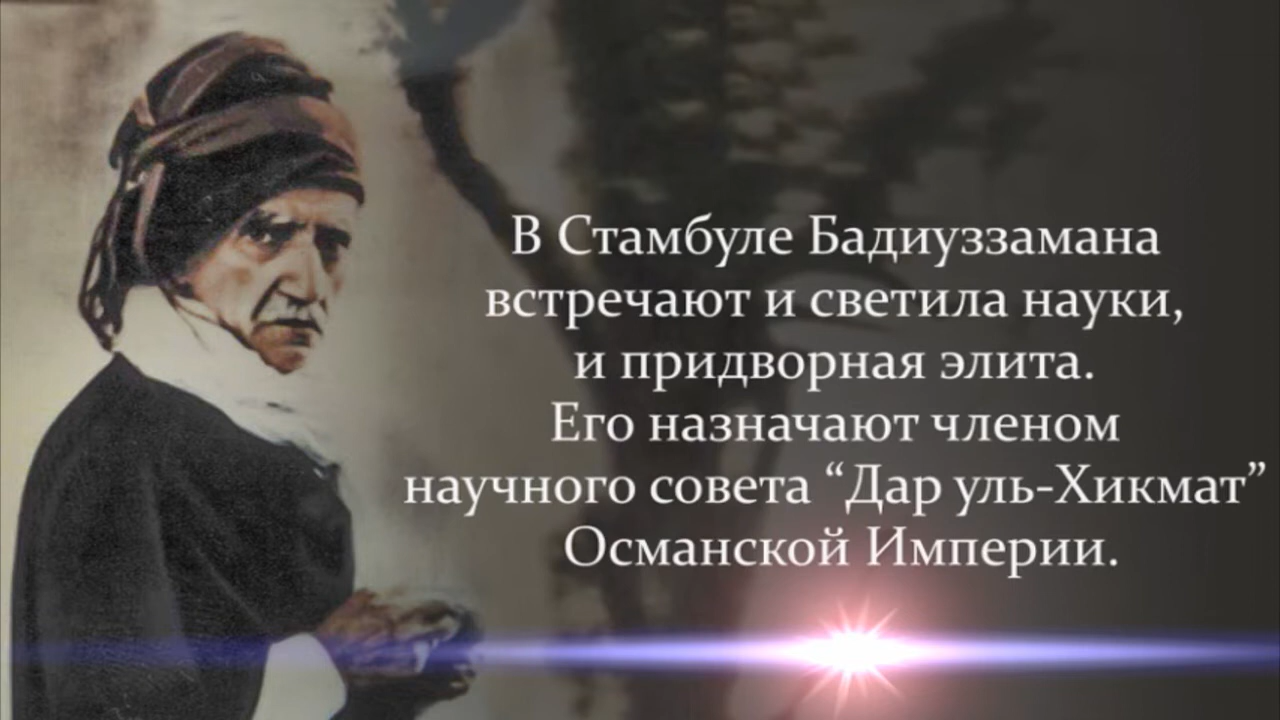 В Стамбуле Бадиуззамана
встречают и светила науки,
и придворная элита.
Его назначают членом
научного совета “Дар уль-Хикмат”
Османской Империи.